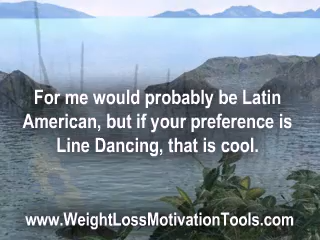 For me would probably be Latin
American, but if your preference is
Line Dancing, that is cool.
www.WeightLossMotivationTools.com